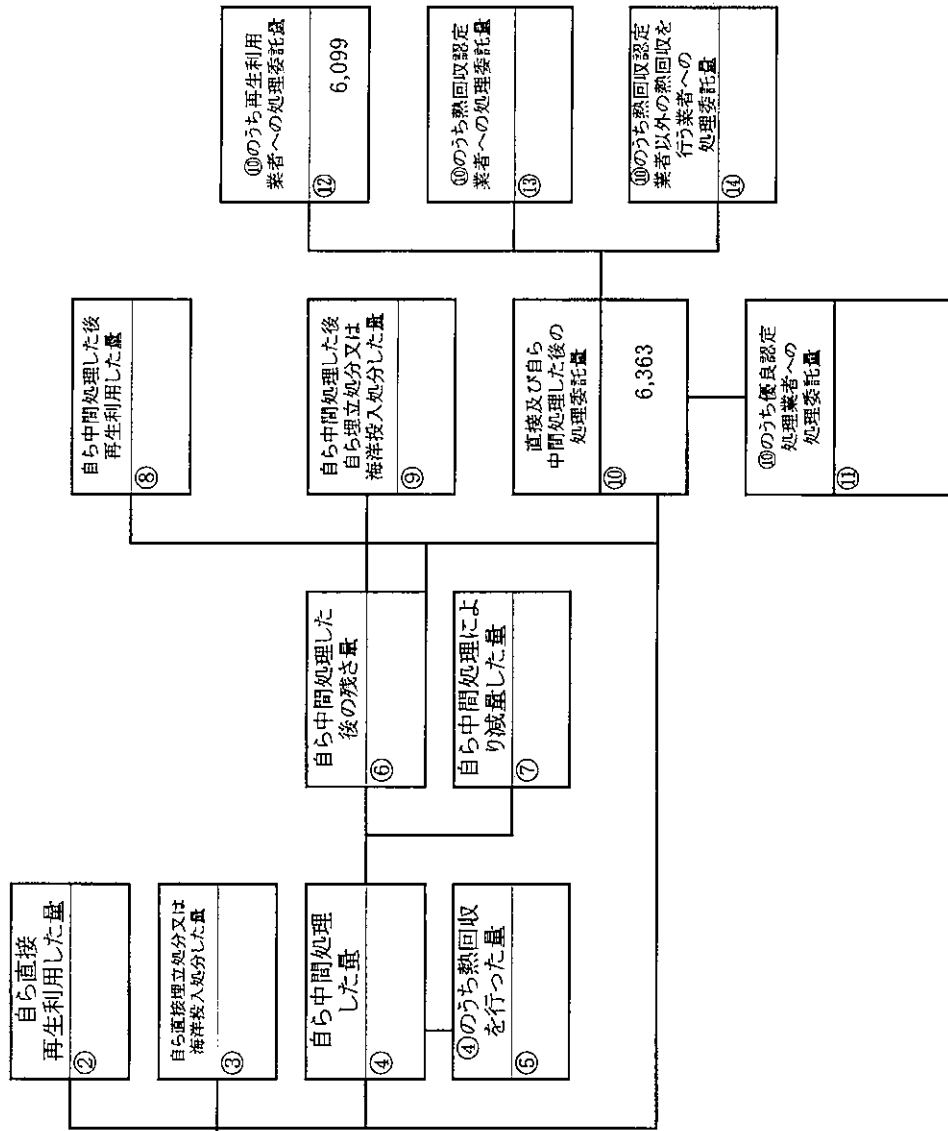 自ら直接
再生利用した量
②
自ら直接埋立処分又は
海洋投入処分した量
③
自ら中間処理
した量
④
④のうち熱回収
を行った量
⑤
自ら中間処理した
後の残さ量
⑥
自ら中間処理によ
り減量した量
⑦
自ら中間処理した後
再生利用した量
⑧
自ら中間処理した後
自ら埋立処分又は
海洋投入処分した量
⑨
直接及び自ら
中間処理した後の
処理委託量
⑩
6,363
⑩のうち優良認定
処理業者への
処理委託量
⑪
⑩のうち再生利用
業者への処理委託量
⑫
6,099
⑩のうち熱回収認定
業者への処理委託量
⑬
⑩のうち熱回収認定
業者以外の熱回収を
行う業者への
処理委託量
⑭